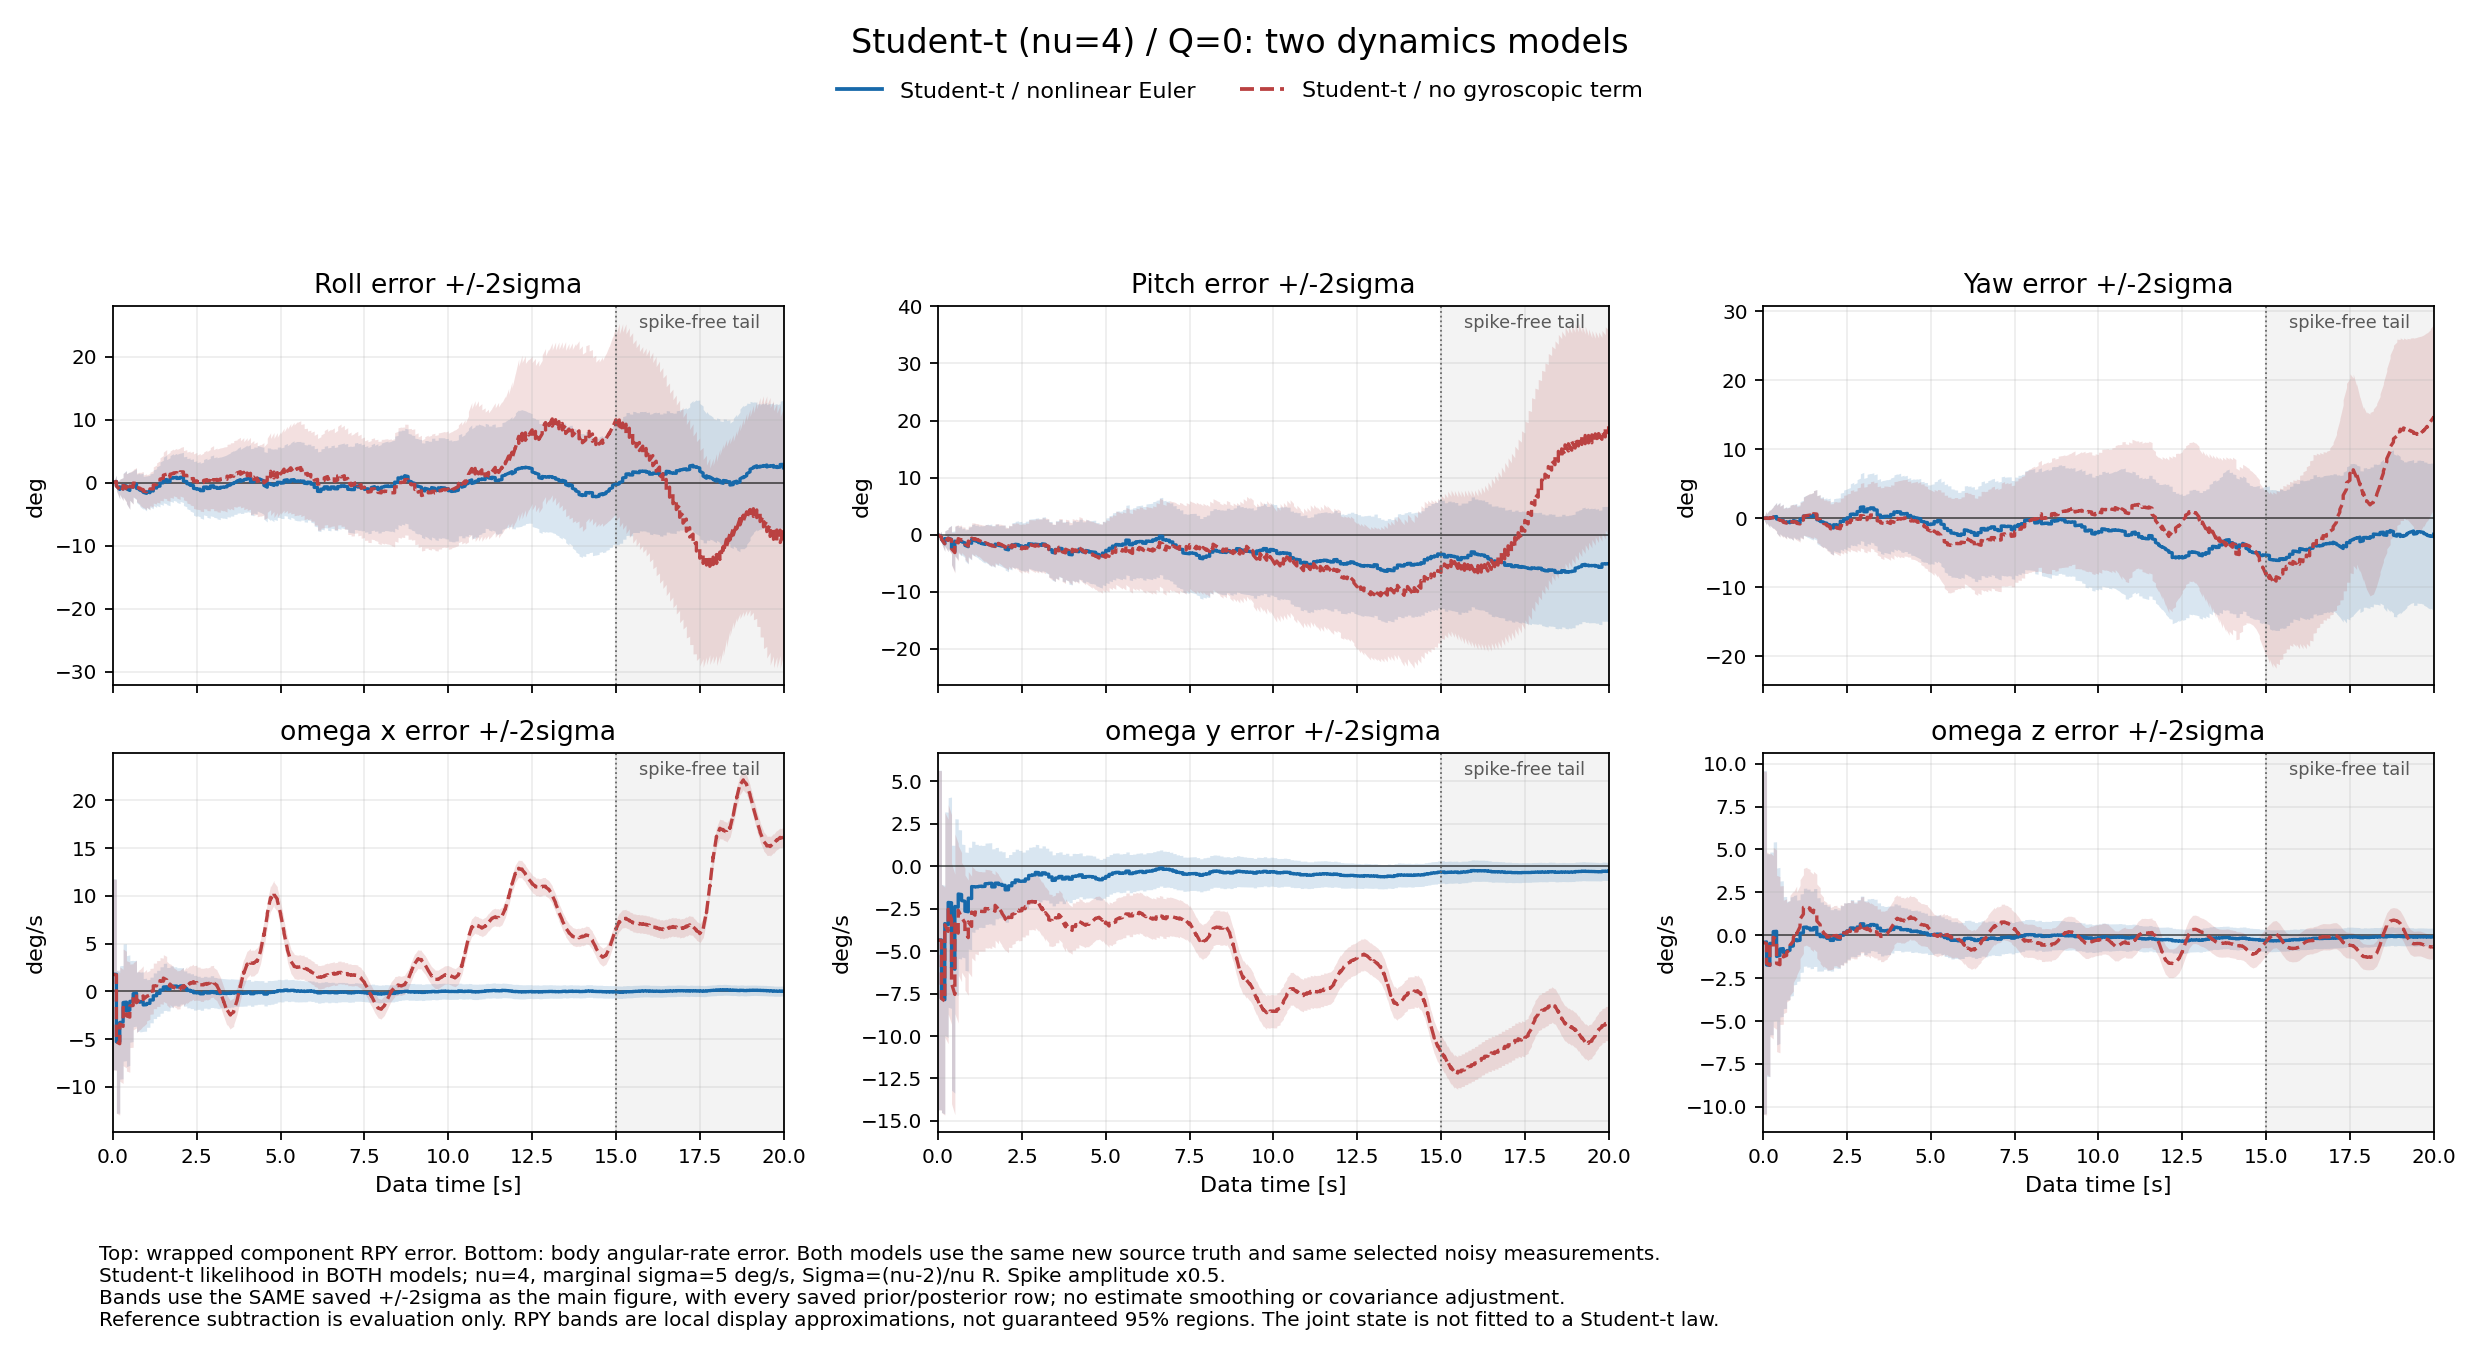 Student-t (nu=4) / Q=0: two dynamics models
Student-t / nonlinear Euler
Student-t / no gyroscopic term
Roll error +/-2sigma
spike-free tail
deg
20
10
0
−10
−20
−30
Pitch error +/-2sigma
spike-free tail
deg
40
30
20
10
0
−10
−20
Yaw error +/-2sigma
spike-free tail
deg
30
20
10
0
−10
−20
omega x error +/-2sigma
spike-free tail
deg/s
20
15
10
5
0
−5
−10
0.0 2.5 5.0 7.5 10.0 12.5 15.0 17.5 20.0
Data time [s]
omega y error +/-2sigma
spike-free tail
deg/s
5.0
2.5
0.0
−2.5
−5.0
−7.5
−10.0
−12.5
−15.0
0.0 2.5 5.0 7.5 10.0 12.5 15.0 17.5 20.0
Data time [s]
omega z error +/-2sigma
spike-free tail
deg/s
10.0
7.5
5.0
2.5
0.0
−2.5
−5.0
−7.5
−10.0
0.0 2.5 5.0 7.5 10.0 12.5 15.0 17.5 20.0
Data time [s]
Top: wrapped component RPY error. Bottom: body angular-rate error. Both models use the same new source truth and same selected noisy measurements.
Student-t likelihood in BOTH models; nu=4, marginal sigma=5 deg/s, Sigma=(nu-2)/nu R. Spike amplitude x0.5.
Bands use the SAME saved +/-2sigma as the main figure, with every saved prior/posterior row; no estimate smoothing or covariance adjustment.
Reference subtraction is evaluation only. RPY bands are local display approximations, not guaranteed 95% regions. The joint state is not fitted to a Student-t law.